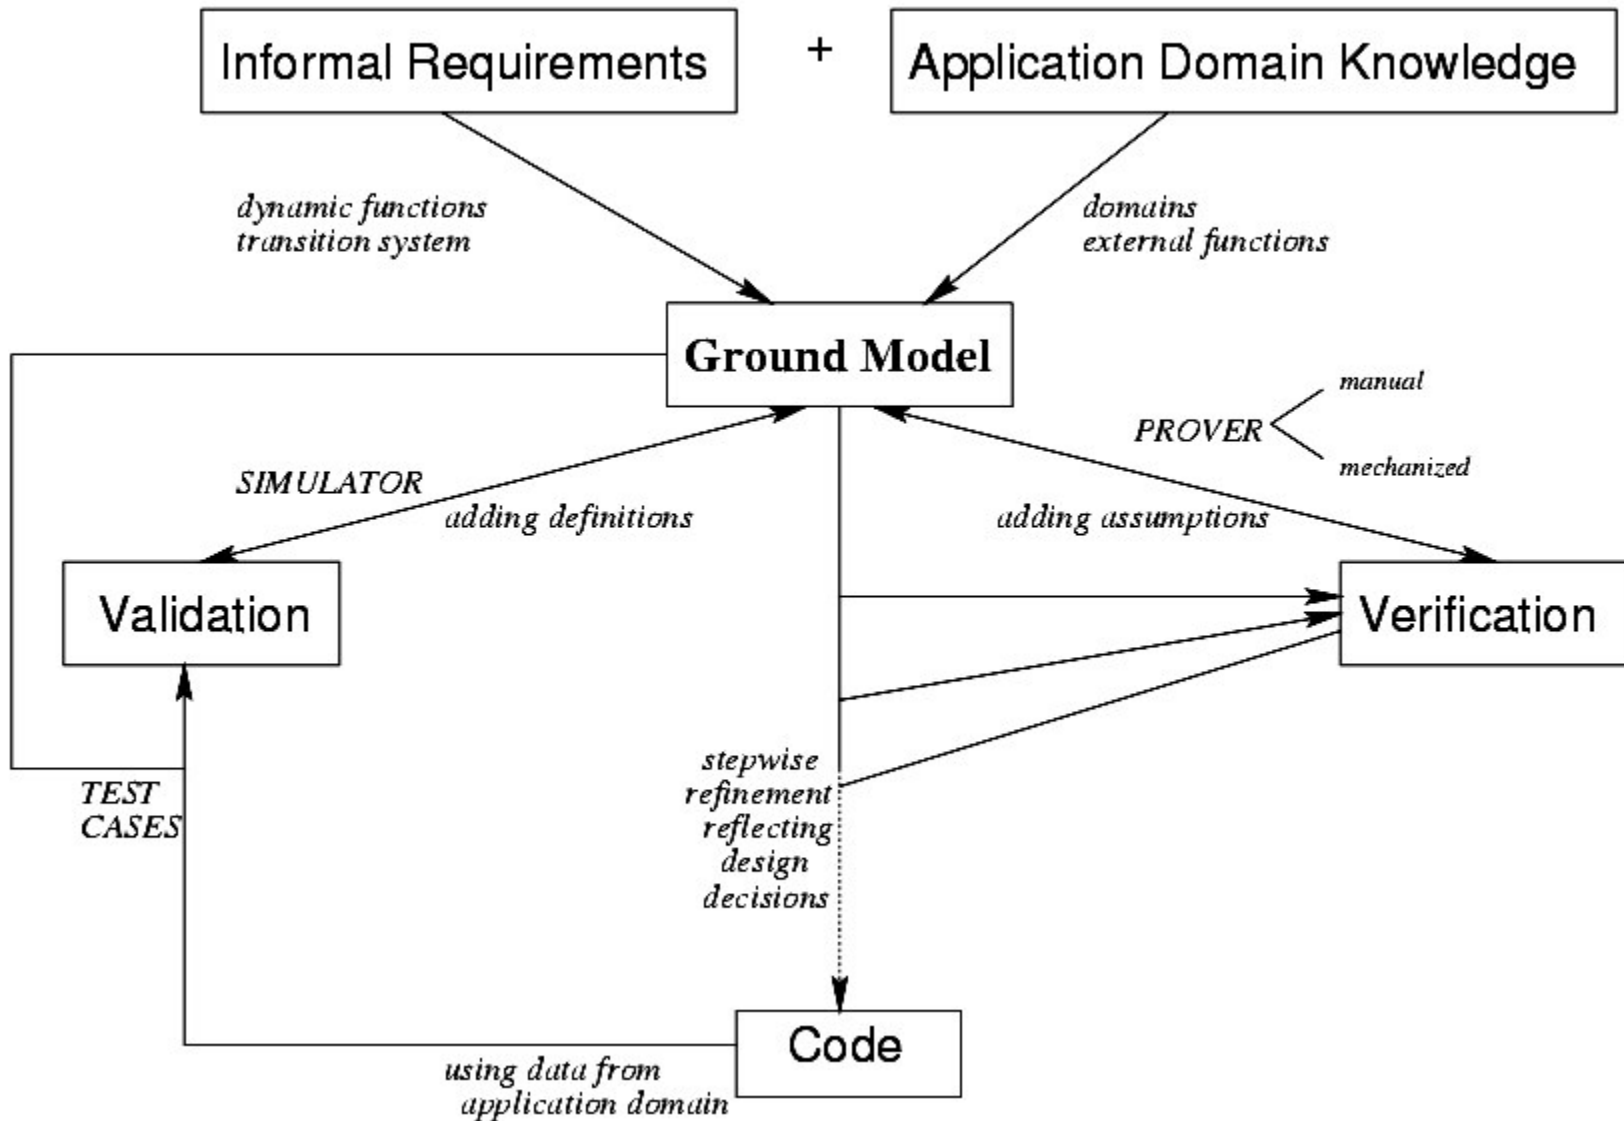 Informal Requirements
+
Application Domain Knowledge
dynamic functions
transition system
domains
external functions
Ground Model
manual
PROVER
mechanized
SIMULATOR
adding definitions
adding assumptions
Validation
Verification
stepwise
refinement
reflecting
design
decisions
TEST
CASES
Code
using data from
application domain